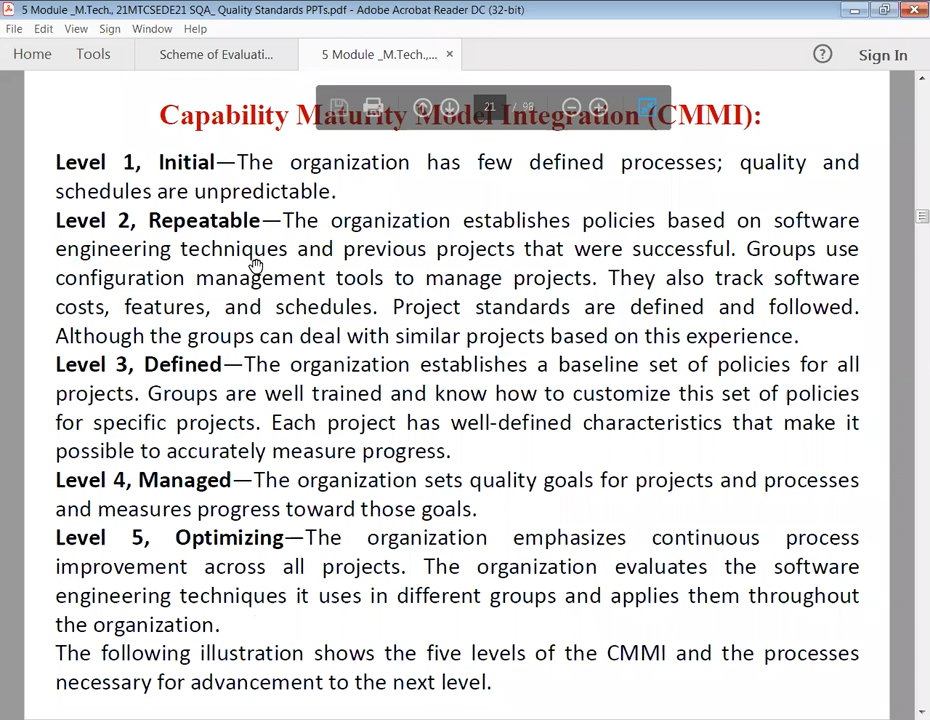 5 Module _M.Tech., 21MTCSEDE21 SQA_ Quality Standards PPTs.pdf - Adobe Acrobat Reader DC (32-bit)
File Edit View Sign Window Help
Home Tools Scheme of Evaluati... 5 Module _M.Tech.,... × ? Sign In
21 / 98
Capability Maturity Model Integration (CMMI):
Level 1, Initial—The organization has few defined processes; quality and
schedules are unpredictable.
Level 2, Repeatable—The organization establishes policies based on software
engineering techniques and previous projects that were successful. Groups use
configuration management tools to manage projects. They also track software
costs, features, and schedules. Project standards are defined and followed.
Although the groups can deal with similar projects based on this experience.
Level 3, Defined—The organization establishes a baseline set of policies for all
projects. Groups are well trained and know how to customize this set of policies
for specific projects. Each project has well-defined characteristics that make it
possible to accurately measure progress.
Level 4, Managed—The organization sets quality goals for projects and processes
and measures progress toward those goals.
Level 5, Optimizing—The organization emphasizes continuous process
improvement across all projects. The organization evaluates the software
engineering techniques it uses in different groups and applies them throughout
the organization.
The following illustration shows the five levels of the CMMI and the processes
necessary for advancement to the next level.